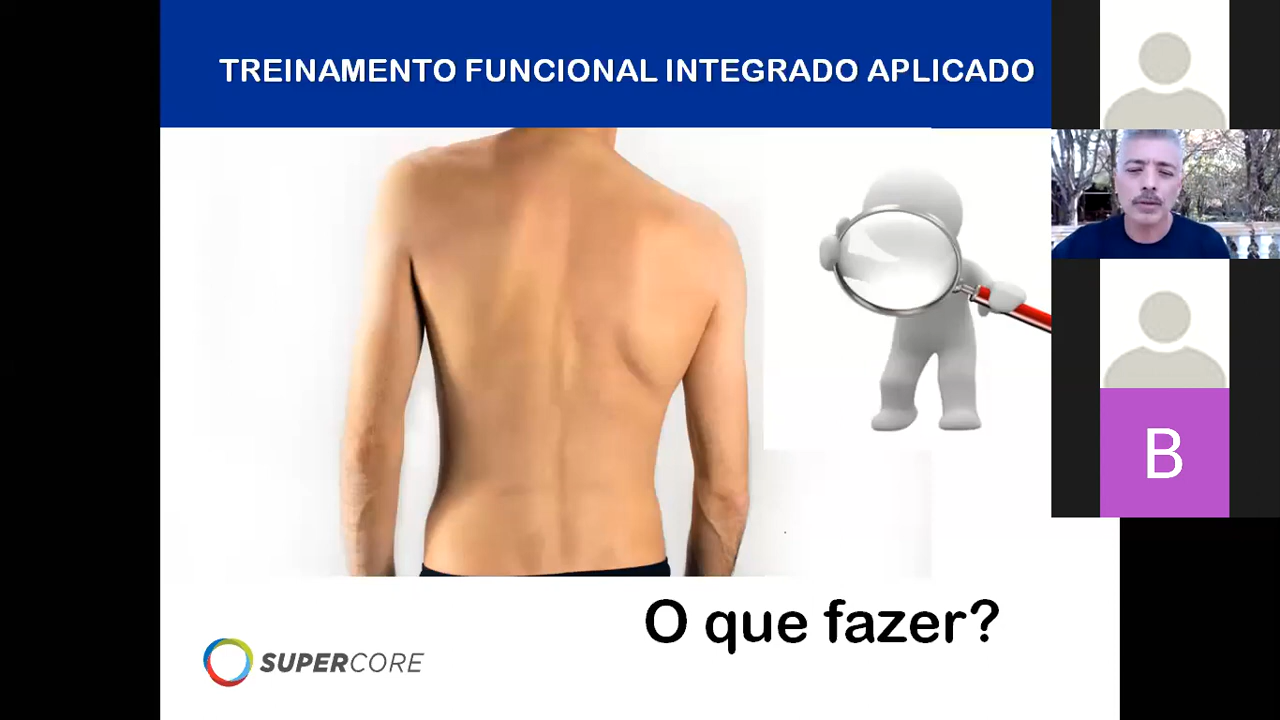 TREINAMENTO FUNCIONAL INTEGRADO APLICADO
B
O que fazer?
SUPERCORE